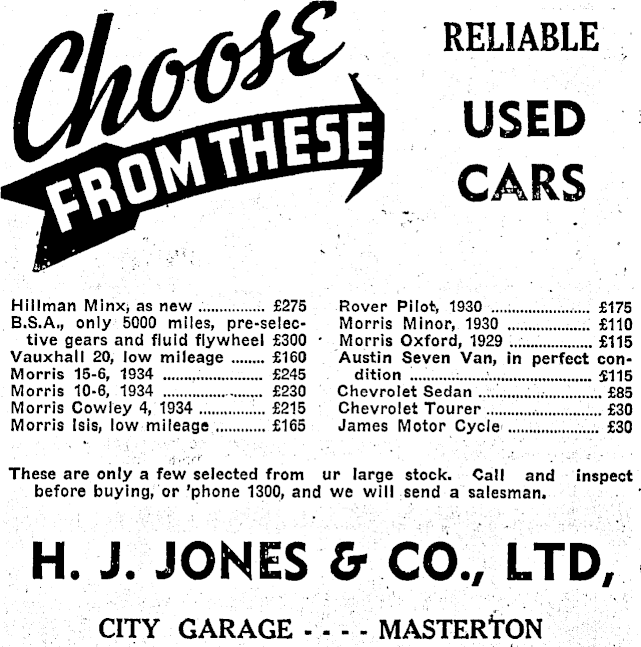 Choose
FROM THESE
RELIABLE
USED
CARS
Hillman Minx, as new ............... £275
B.S.A., only 5000 miles, pre-selec-
tive gears and fluid flywheel £300
Vauxhall 20, low mileage ........ £160
Morris 15-6, 1934 ....................... £245
Morris 10-6, 1934 ....................... £230
Morris Cowley 4, 1934 ............... £215
Morris Isis, low mileage ........... £165
Rover Pilot, 1930 ....................... £175
Morris Minor, 1930 ................... £110
Morris Oxford, 1929 ................... £115
Austin Seven Van, in perfect con-
dition .......................................... £115
Chevrolet Sedan ............................ £85
Chevrolet Tourer .......................... £30
James Motor Cycle ..................... £30
These are only a few selected from ur large stock. Call and inspect
before buying, or 'phone 1300, and we will send a salesman.
H. J. JONES & CO., LTD,
CITY GARAGE - - - - MASTERTON